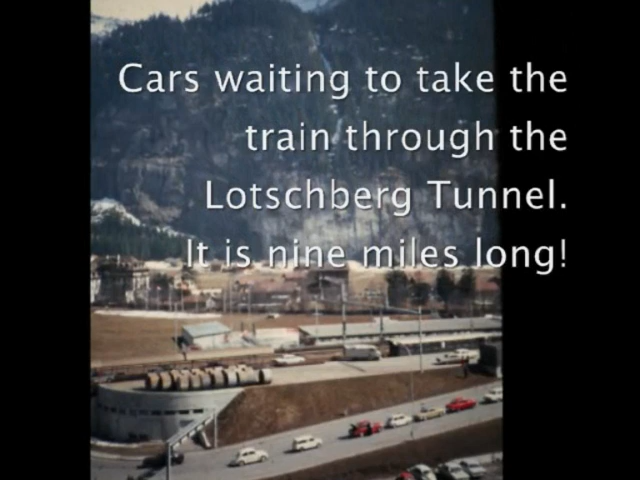 Cars waiting to take the
train through the
Lotschberg Tunnel.
It is nine miles long!